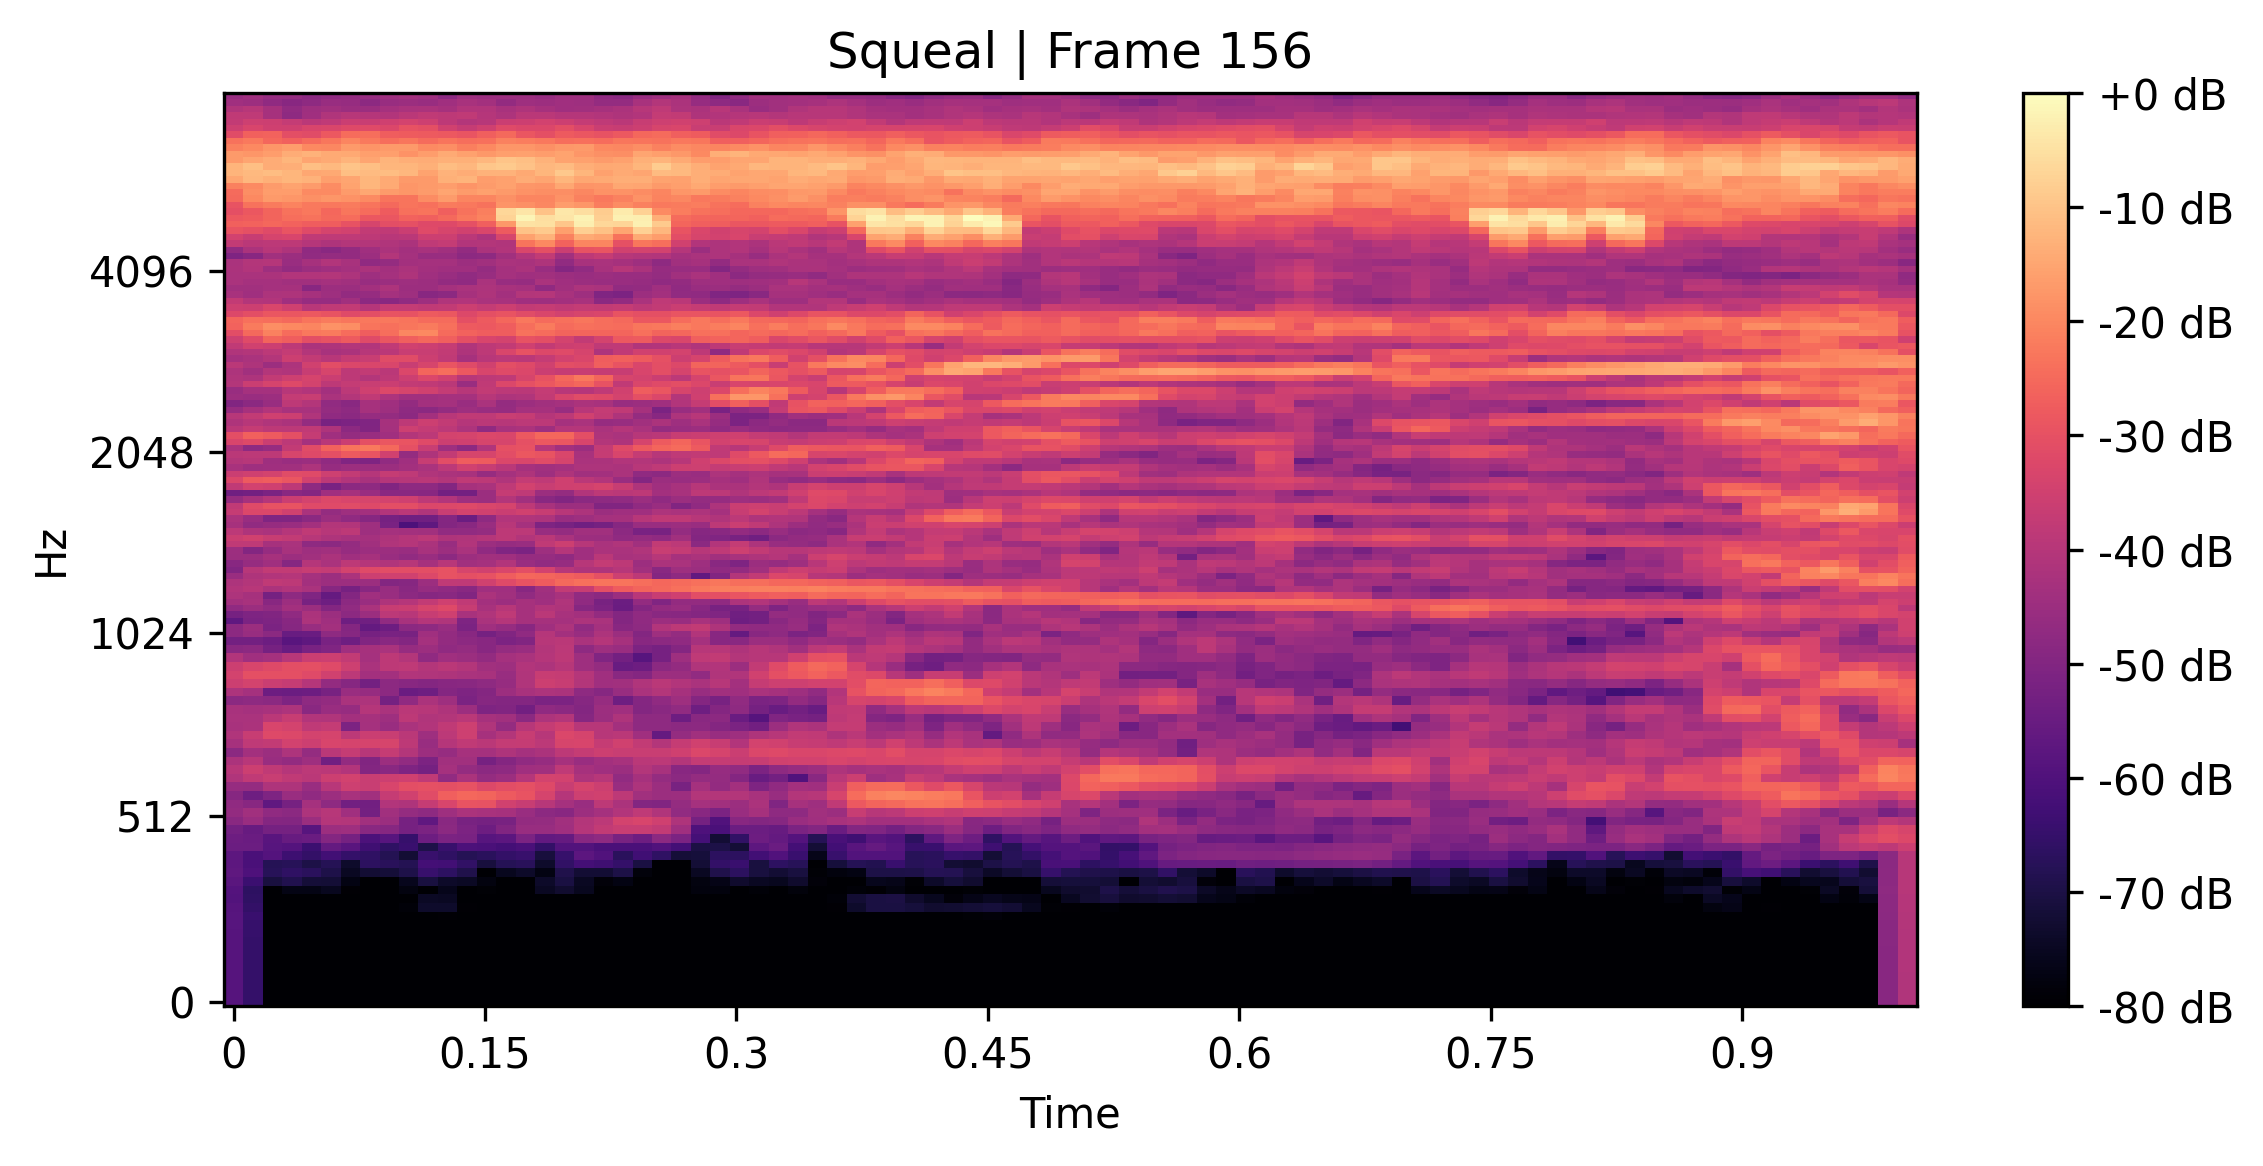 Squeal | Frame 156
+0 dB
-10 dB
-20 dB
-30 dB
-40 dB
-50 dB
-60 dB
-70 dB
-80 dB
Hz
4096
2048
1024
512
0
0 0.15 0.3 0.45 0.6 0.75 0.9
Time